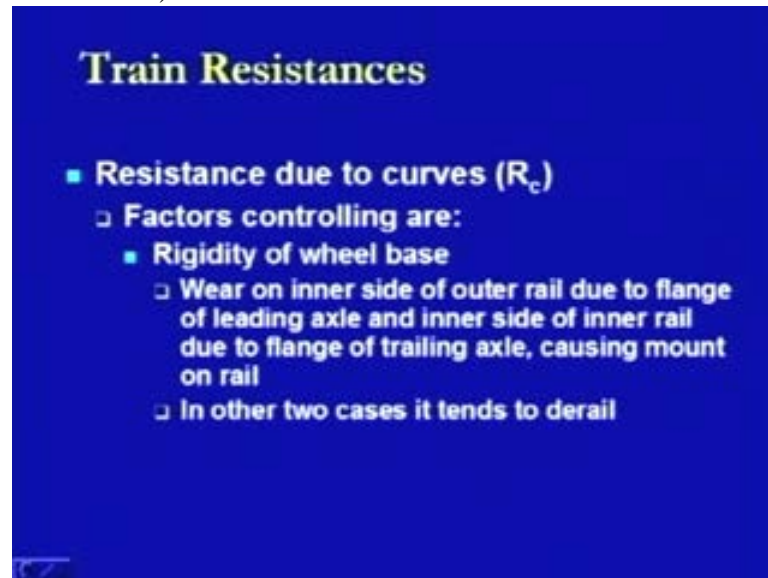 Train Resistances
Resistance due to curves (Rc)
Factors controlling are:
Rigidity of wheel base
Wear on inner side of outer rail due to flange
of leading axle and inner side of inner rail
due to flange of trailing axle, causing mount
on rail
In other two cases it tends to derail